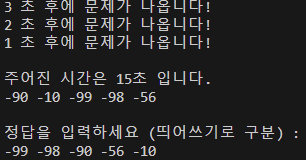 3 초 후에 문제가 나옵니다!
2 초 후에 문제가 나옵니다!
1 초 후에 문제가 나옵니다!
주어진 시간은 15초 입니다.
-90 -10 -99 -98 -56
정답을 입력하세요 (띄어쓰기로 구분) :
-99 -98 -90 -56 -10